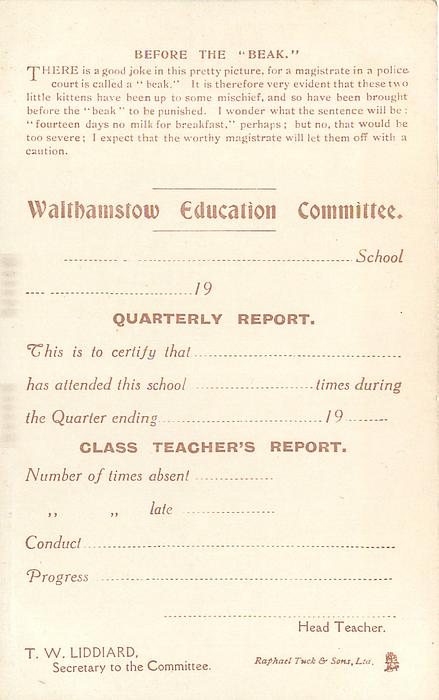 BEFORE THE "BEAK."
THERE is a good joke in this pretty picture, for a magistrate in a police
court is called a "beak." It is therefore very evident that these two
little kittens have been up to some mischief, and so have been brought
before the "beak" to be punished. I wonder what the sentence will be:
"fourteen days no milk for breakfast," perhaps; but no, that would be
too severe; I expect that the worthy magistrate will let them off with a
caution.
Walthamstow Education Committee.
School
19
QUARTERLY REPORT.
This is to certify that
has attended this school times during
the Quarter ending 19
CLASS TEACHER'S REPORT.
Number of times absent
,, ,, late
Conduct
Progress
Head Teacher.
T. W. LIDDIARD,
Secretary to the Committee.
Raphael Tuck & Sons, Ltd.